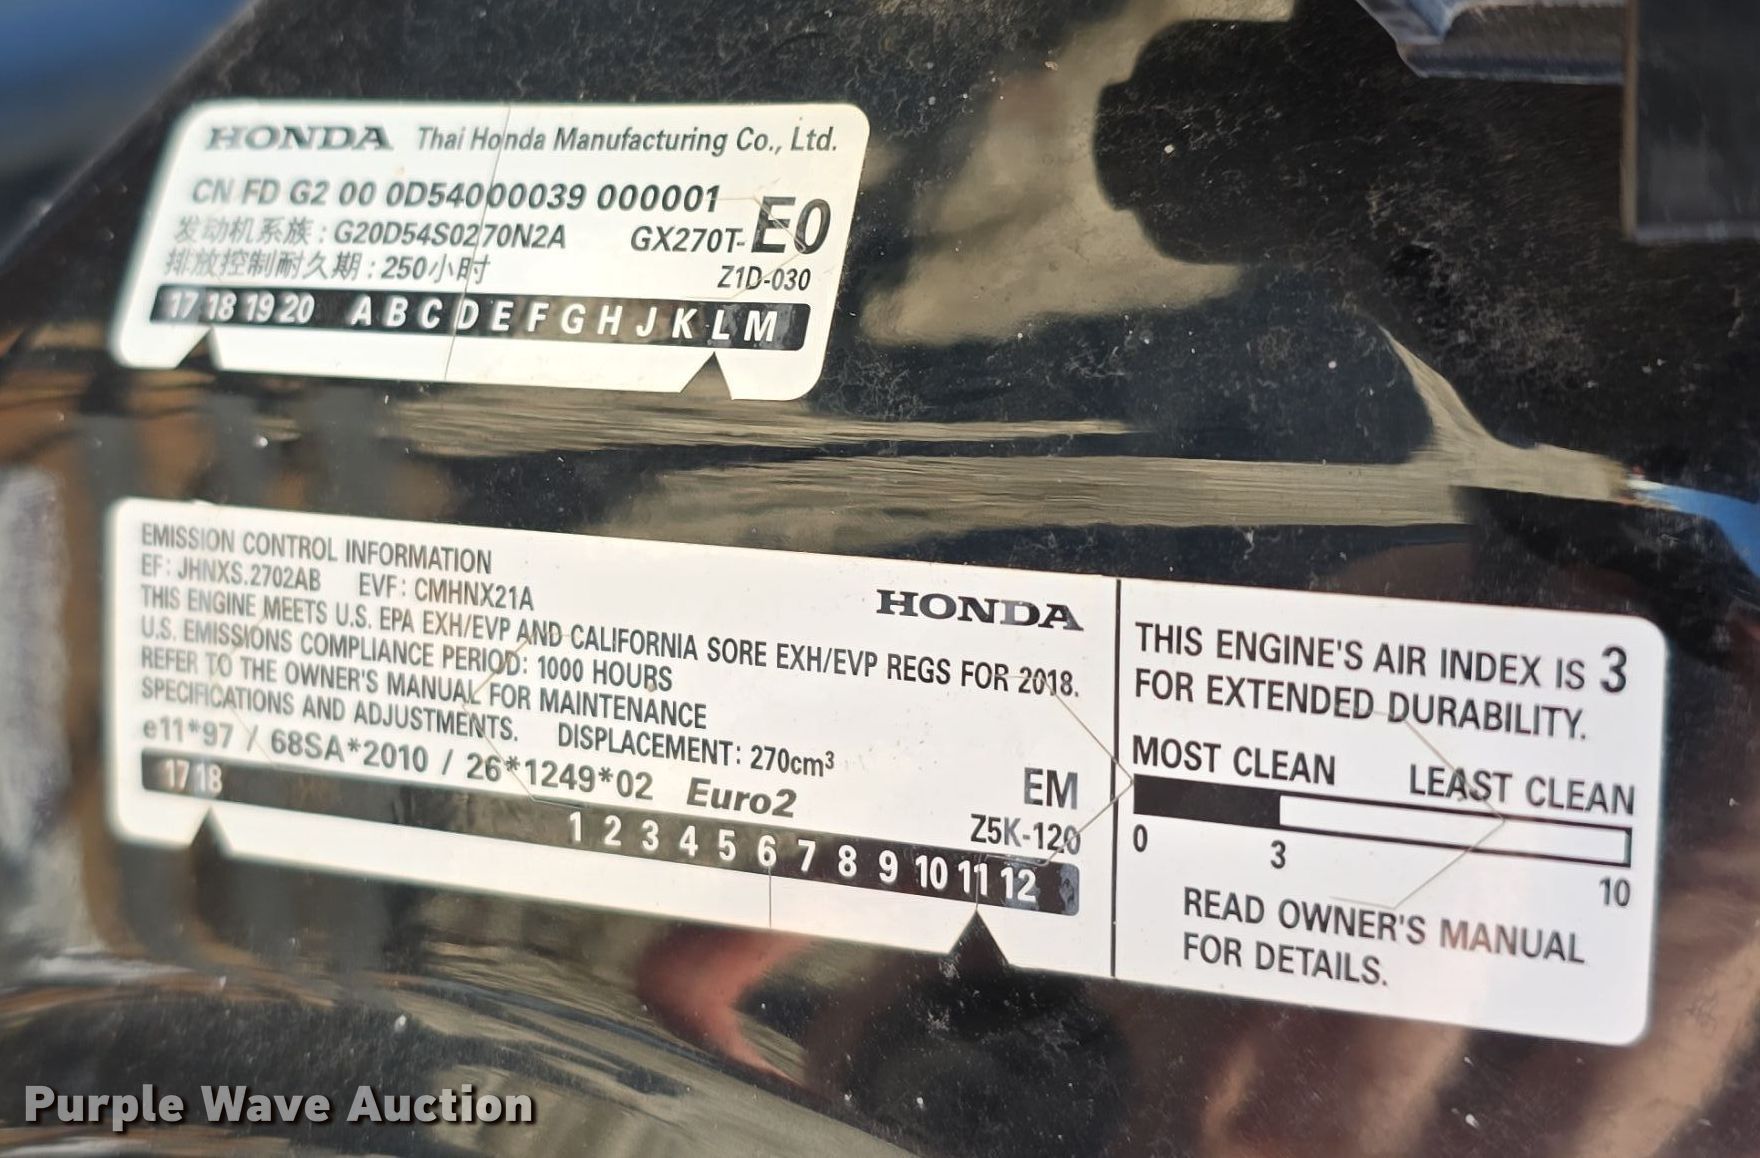 HONDA Thai Honda Manufacturing Co., Ltd.
CN FD G2 00 0D54000039 000001
发动机系族 : G20D54S0270N2A GX270T-E0
排放控制耐久期 : 250小时 Z1D-030
17 18 19 20 A B C D E F G H J K L M
EMISSION CONTROL INFORMATION
EF: JHNXS.2702AB EVF: CMHNX21A
HONDA
THIS ENGINE MEETS U.S. EPA EXH/EVP AND CALIFORNIA SORE EXH/EVP REGS FOR 2018.
U.S. EMISSIONS COMPLIANCE PERIOD: 1000 HOURS
REFER TO THE OWNER'S MANUAL FOR MAINTENANCE
SPECIFICATIONS AND ADJUSTMENTS. DISPLACEMENT: 270cm³
e11*97 / 68SA*2010 / 26*1249*02 Euro2
EM
Z5K-120
17 18 1 2 3 4 5 6 7 8 9 10 11 12
THIS ENGINE'S AIR INDEX IS 3
FOR EXTENDED DURABILITY.
MOST CLEAN LEAST CLEAN
0 3 10
READ OWNER'S MANUAL
FOR DETAILS.
Purple Wave Auction